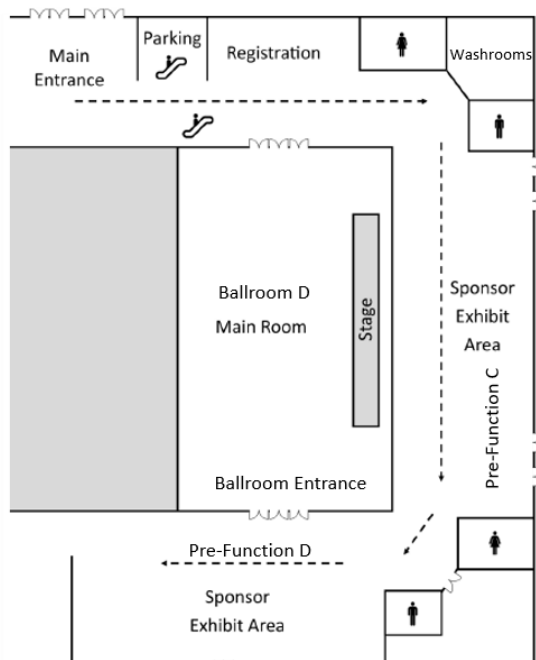 Main
Entrance
Parking
Registration
Washrooms
Ballroom D
Main Room
Stage
Sponsor
Exhibit
Area
Pre-Function C
Ballroom Entrance
Pre-Function D
Sponsor
Exhibit Area